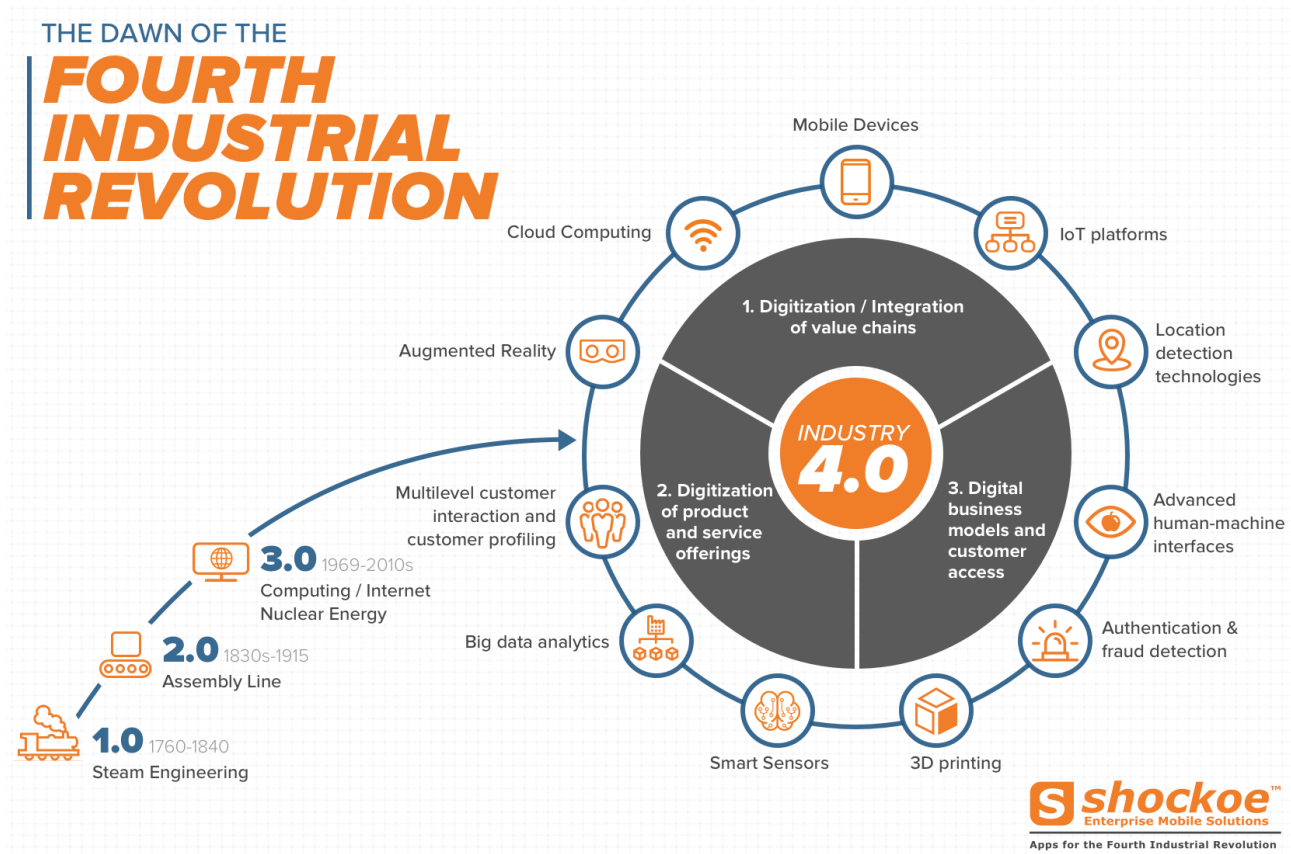 THE DAWN OF THE
FOURTH
INDUSTRIAL
REVOLUTION
Mobile Devices
Cloud Computing
IoT platforms
Augmented Reality
Location
detection
technologies
1. Digitization / Integration
of value chains
INDUSTRY
4.0
2. Digitization
of product
and service
offerings
3. Digital
business
models and
customer
access
Multilevel customer
interaction and
customer profiling
Advanced
human-machine
interfaces
Big data analytics
Authentication &
fraud detection
Smart Sensors
3D printing
3.0 1969-2010s
Computing / Internet
Nuclear Energy
2.0 1830s-1915
Assembly Line
1.0 1760-1840
Steam Engineering
S shockoe™
Enterprise Mobile Solutions
Apps for the Fourth Industrial Revolution